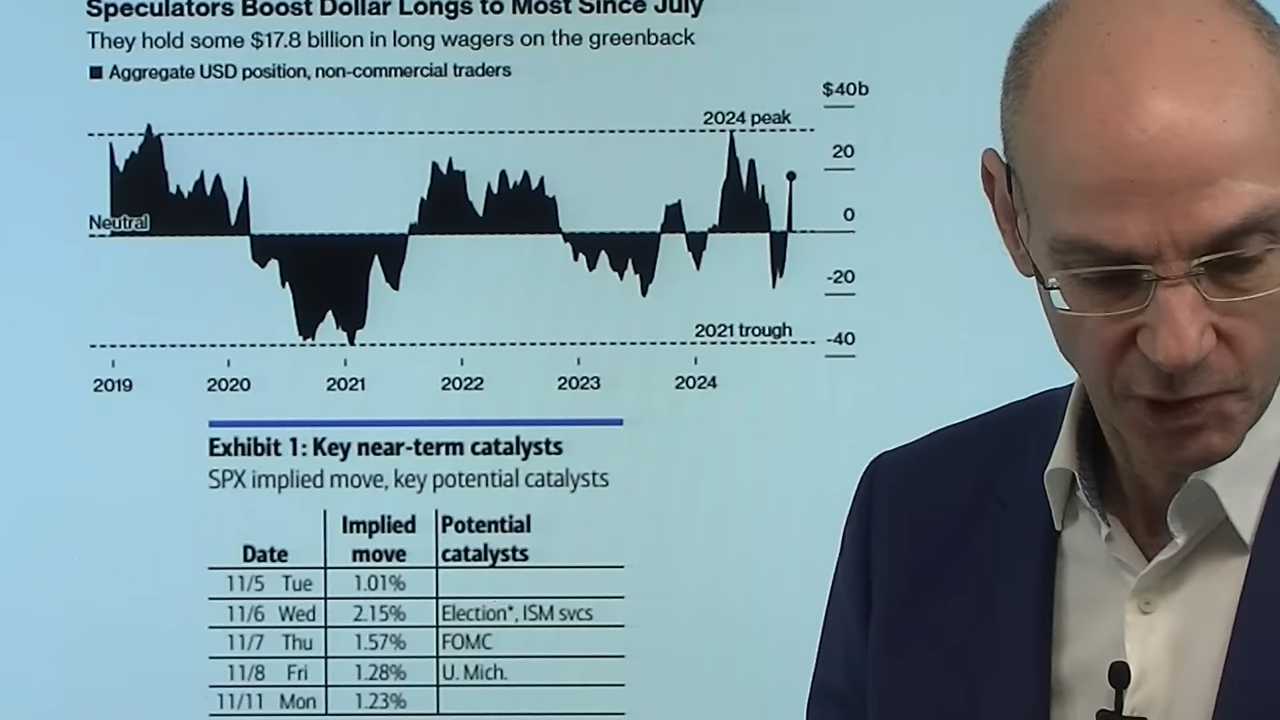 Speculators Boost Dollar Longs to Most Since July
They hold some $17.8 billion in long wagers on the greenback
Aggregate USD position, non-commercial traders
$40b
2024 peak
20
Neutral
0
-20
2021 trough
-40
2019 2020 2021 2022 2023 2024
Exhibit 1: Key near-term catalysts
SPX implied move, key potential catalysts
Date Implied move Potential catalysts
11/5 Tue 1.01%
11/6 Wed 2.15% Election*, ISM svcs
11/7 Thu 1.57% FOMC
11/8 Fri 1.28% U. Mich.
11/11 Mon 1.23%